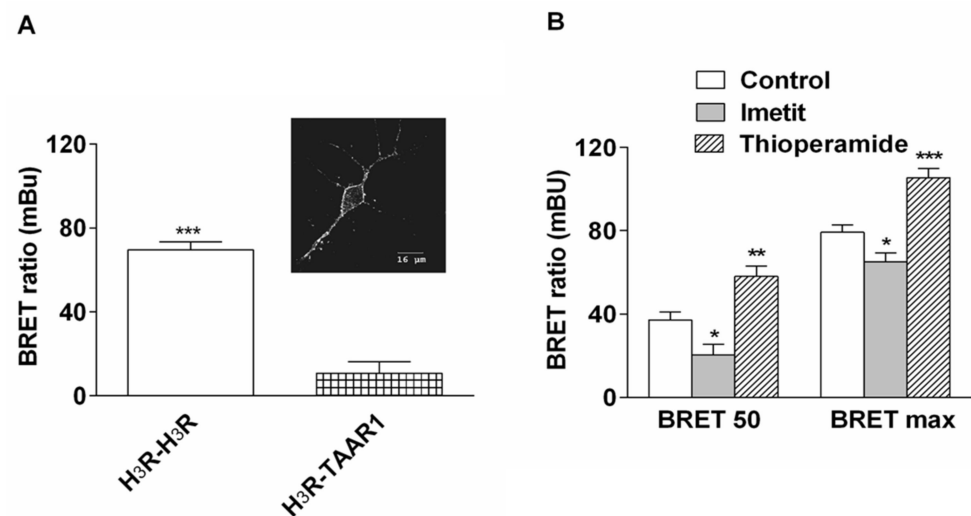 A
BRET ratio (mBu)
120
80
40
0
***
16 µm
H3R-H3R
H3R-TAAR1
B
Control
Imetit
Thioperamide
BRET ratio (mBU)
120
80
40
0
*
**
*
***
BRET 50
BRET max